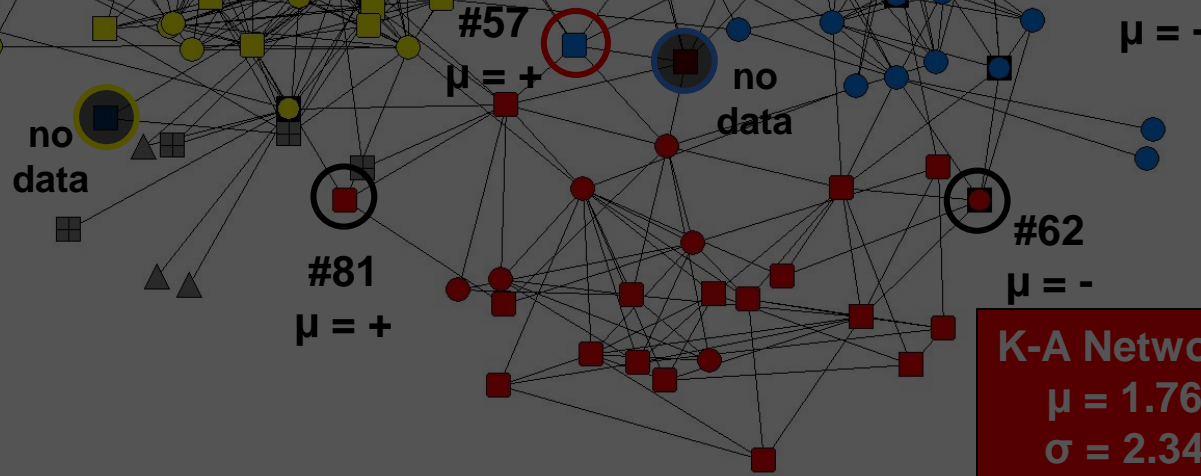 #57
μ = +
no
data
μ = -
no
data
#81
μ = +
#62
μ = -
K-A Netwo
μ = 1.76
σ = 2.34